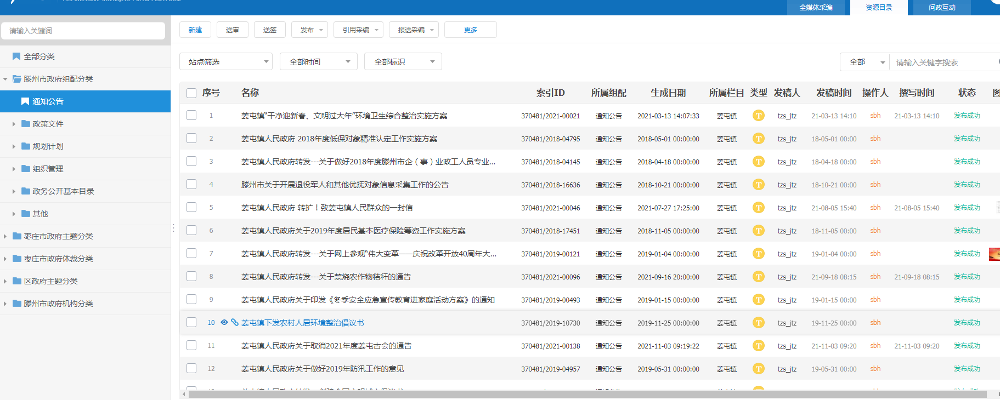 全媒体采编 资源目录 问政互动
请输入关键词
新建 送审 送签 发布 引用采编 报送采编 更多
全部分类
滕州市政府组配分类
通知公告
政策文件
规划计划
组织管理
政务公开基本目录
其他
枣庄市政府主题分类
枣庄市政府体裁分类
区政府主题分类
滕州市政府机构分类
站点筛选 全部时间 全部标识 全部 请输入关键字搜索
序号 名称 索引ID 所属组配 生成日期 所属栏目 类型 发稿人 发稿时间 操作人 撰写时间 状态
1 姜屯镇“干净迎新春、文明过大年”环境卫生综合整治实施方案 370481/2021-00021 通知公告 2021-03-13 14:07:33 姜屯镇 T tzs_jtz 21-03-13 14:10 sbh 21-03-13 14:10 发布成功
2 姜屯镇人民政府 2018年度低保对象精准认定工作实施方案 370481/2018-04795 通知公告 2018-05-01 00:00:00 姜屯镇 T tzs_jtz 18-05-01 00:00 sbh 发布成功
3 姜屯镇人民政府转发---关于做好2018年度滕州市企（事）业政工人员专业... 370481/2018-04145 通知公告 2018-04-18 00:00:00 姜屯镇 T tzs_jtz 18-04-18 00:00 sbh 发布成功
4 滕州市关于开展退役军人和其他优抚对象信息采集工作的公告 370481/2018-16636 通知公告 2018-10-21 00:00:00 姜屯镇 T tzs_jtz 18-10-21 00:00 sbh 发布成功
5 姜屯镇人民政府 转扩！致姜屯镇人民群众的一封信 370481/2021-00046 通知公告 2021-07-27 17:25:00 姜屯镇 T tzs_jtz 21-08-05 15:40 sbh 21-08-05 15:40 发布成功
6 姜屯镇人民政府关于2019年度居民基本医疗保险筹资工作实施方案 370481/2018-17451 通知公告 2018-11-05 00:00:00 姜屯镇 T tzs_jtz 18-11-05 00:00 sbh 发布成功
7 姜屯镇人民政府转发---关于网上参观“伟大变革——庆祝改革开放40周年大... 370481/2019-00121 通知公告 2019-01-04 00:00:00 姜屯镇 T tzs_jtz 19-01-04 00:00 sbh 发布成功
8 姜屯镇人民政府转发---关于禁烧农作物秸秆的通告 370481/2021-00096 通知公告 2021-09-16 20:00:00 姜屯镇 T tzs_jtz 21-09-18 08:15 sbh 21-09-18 08:15 发布成功
9 姜屯镇人民政府关于印发《冬季安全应急宣传教育进家庭活动方案》的通知 370481/2019-00493 通知公告 2019-01-15 00:00:00 姜屯镇 T tzs_jtz 19-01-15 00:00 sbh 发布成功
10 姜屯镇下发农村人居环境整治倡议书 370481/2019-10730 通知公告 2019-11-25 00:00:00 姜屯镇 T tzs_jtz 19-11-25 00:00 sbh 发布成功
11 姜屯镇人民政府关于取消2021年度姜屯古会的通告 370481/2021-00138 通知公告 2021-11-03 09:19:22 姜屯镇 T tzs_jtz 21-11-03 09:20 sbh 21-11-03 09:20 发布成功
12 姜屯镇人民政府关于做好2019年防汛工作的意见 370481/2019-04957 通知公告 2019-05-31 00:00:00 姜屯镇 T tzs_jtz 19-05-31 00:00 sbh 发布成功